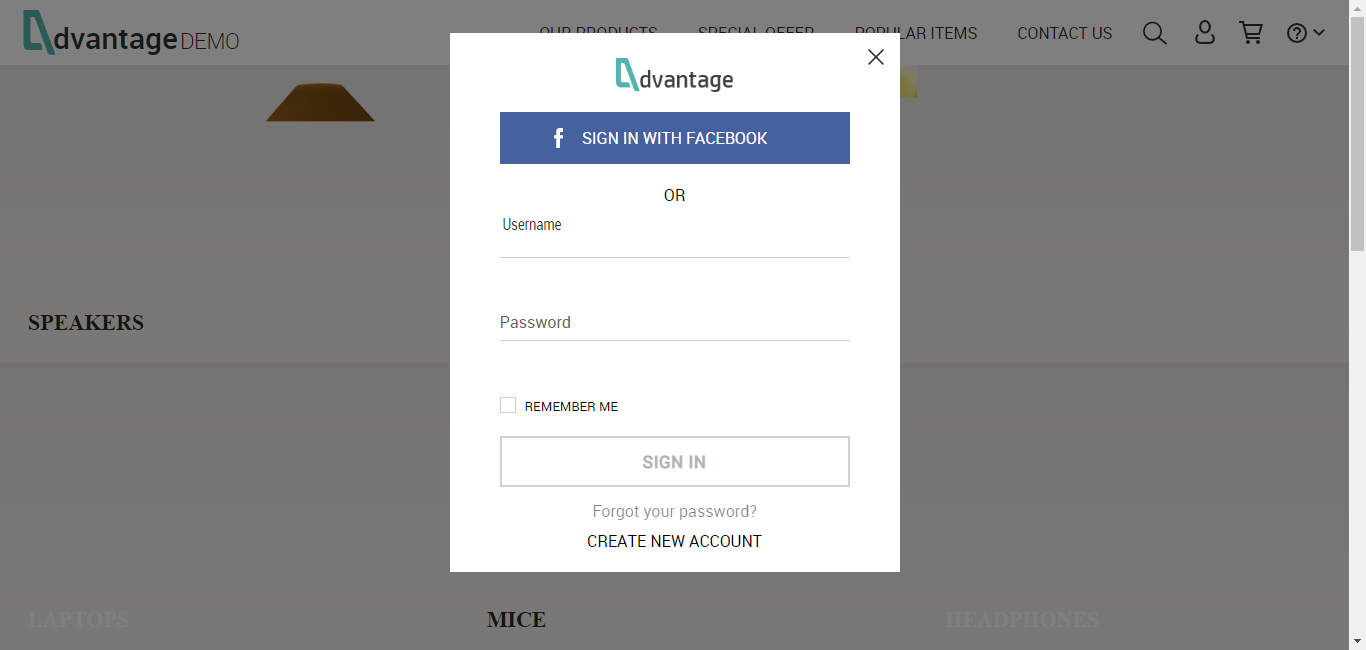 dvantage DEMO
OUR PRODUCTS SPECIAL OFFER POPULAR ITEMS CONTACT US
dvantage
SIGN IN WITH FACEBOOK
OR
Username
Password
REMEMBER ME
SIGN IN
Forgot your password?
CREATE NEW ACCOUNT
SPEAKERS
LAPTOPS MICE HEADPHONES